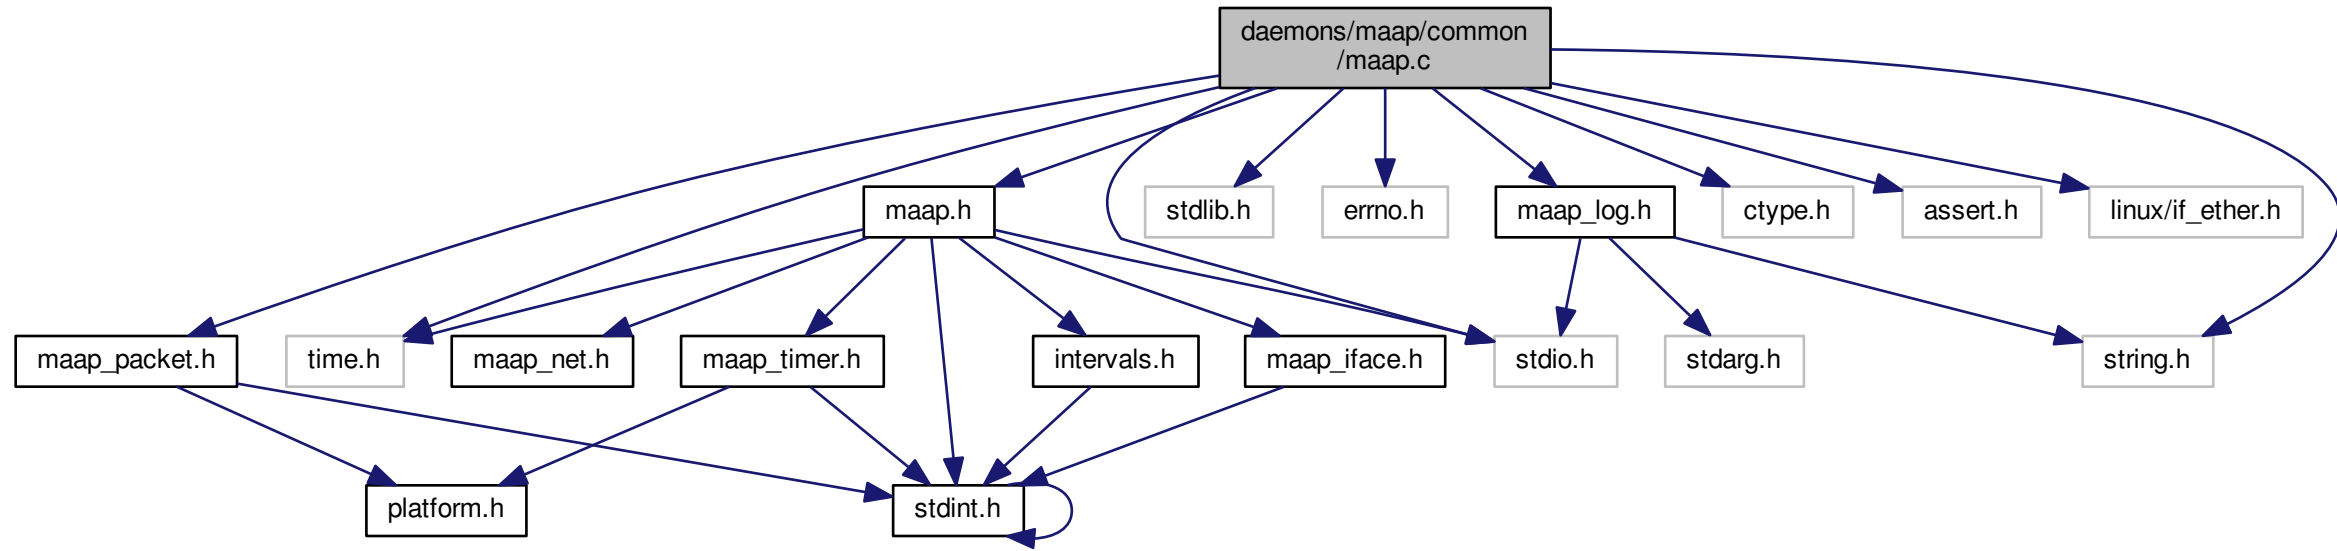 daemons/maap/common
/maap.c
maap.h
stdlib.h
errno.h
maap_log.h
ctype.h
assert.h
linux/if_ether.h
maap_packet.h
time.h
maap_net.h
maap_timer.h
intervals.h
maap_iface.h
stdio.h
stdarg.h
string.h
platform.h
stdint.h